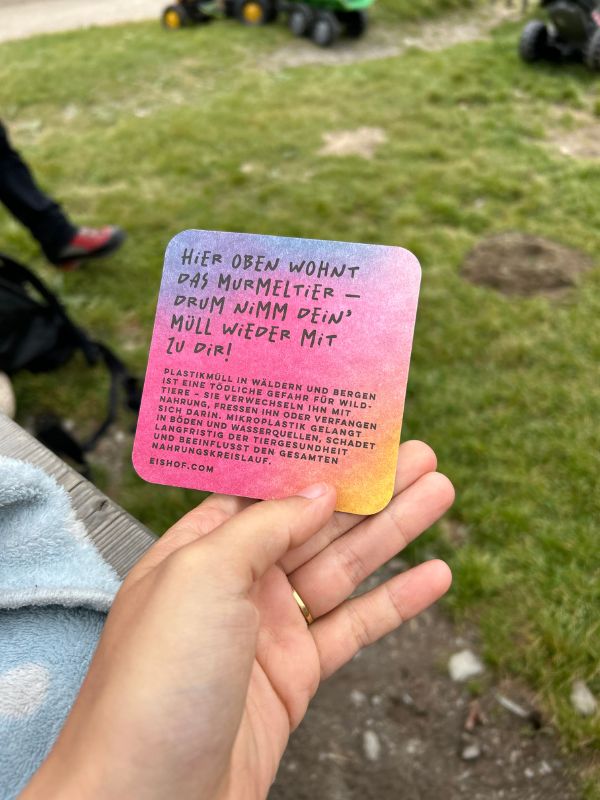 HIER OBEN WOHNT
DAS MURMELTIER –
DRUM NIMM DEIN'
MÜLL WIEDER MIT
ZU DIR!
PLASTIKMÜLL IN WÄLDERN UND BERGEN
IST EINE TÖDLICHE GEFAHR FÜR WILD-
TIERE – SIE VERWECHSELN IHN MIT
NAHRUNG, FRESSEN IHN ODER VERFANGEN
SICH DARIN. MIKROPLASTIK GELANGT
IN BÖDEN UND WASSERQUELLEN, SCHADET
LANGFRISTIG DER TIERGESUNDHEIT
UND BEEINFLUSST DEN GESAMTEN
NAHRUNGSKREISLAUF.
EISHOF.COM